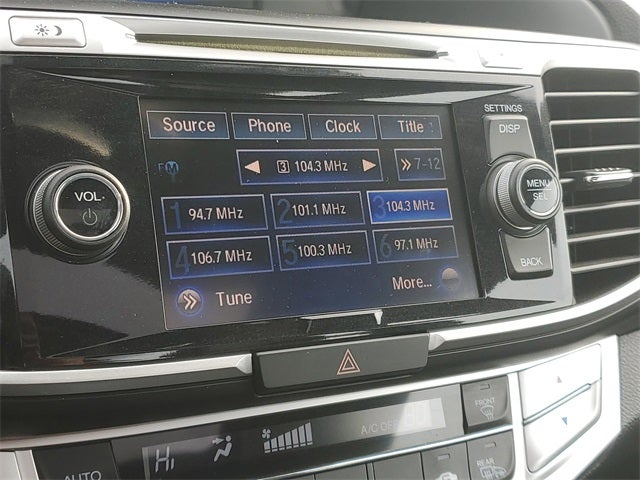 SETTINGS
Source Phone Clock Title DISP
FM 3 104.3 MHz 7-12
VOL MENU
SEL
1 94.7 MHz 2 101.1 MHz 3 104.3 MHz
4 106.7 MHz 5 100.3 MHz 6 97.1 MHz
BACK
Tune More...
FRONT
A/C OFF
Hi
REAR
AUTO